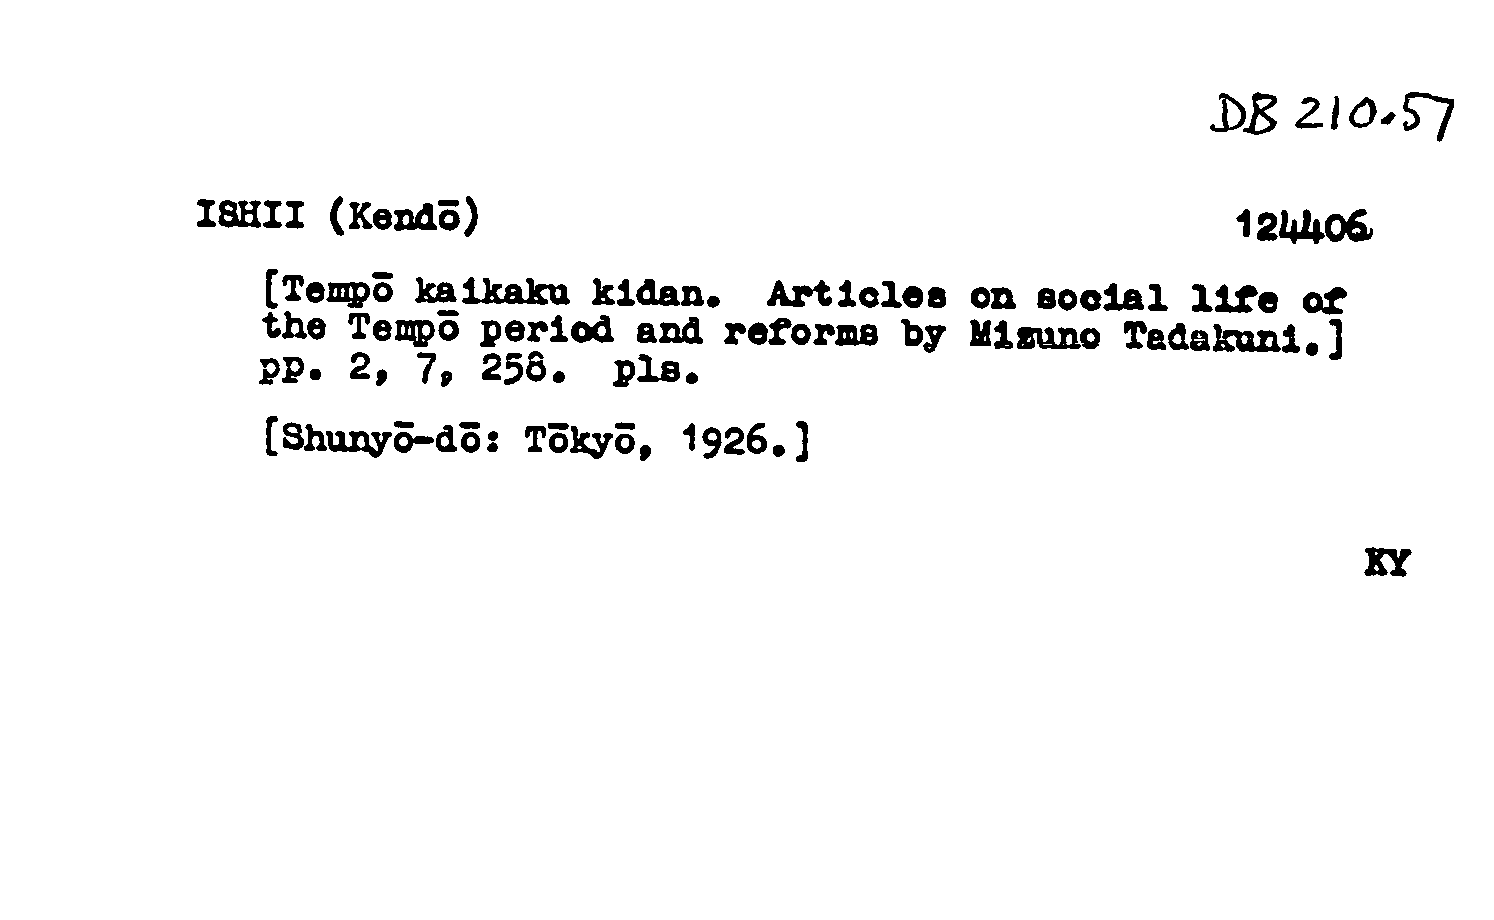 DB 210.57
ISHII (Kendō)
124406
[Tempō kaikaku kidan.  Articles on social life of
the Tempō period and reforms by Mizuno Tadakuni.]
pp. 2, 7, 258.  pls.
[Shunyō-dō: Tōkyō, 1926.]
KY